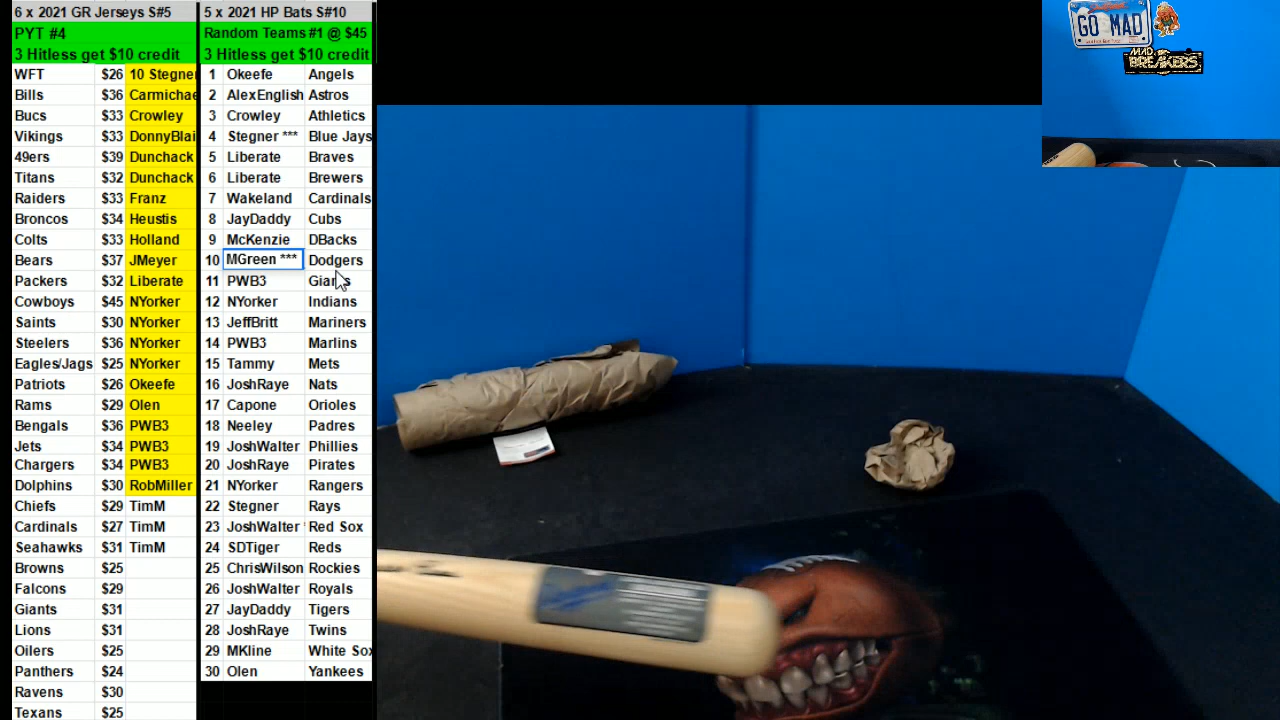 6 x 2021 GR Jerseys S#5
PYT #4
3 Hitless get $10 credit
WFT $26 10 Stegner
Bills $36 Carmichae
Bucs $33 Crowley
Vikings $33 DonnyBlai
49ers $39 Dunchack
Titans $32 Dunchack
Raiders $33 Franz
Broncos $34 Heustis
Colts $33 Holland
Bears $37 JMeyer
Packers $32 Liberate
Cowboys $45 NYorker
Saints $30 NYorker
Steelers $36 NYorker
Eagles/Jags $25 NYorker
Patriots $26 Okeefe
Rams $29 Olen
Bengals $36 PWB3
Jets $34 PWB3
Chargers $34 PWB3
Dolphins $30 RobMiller
Chiefs $29 TimM
Cardinals $27 TimM
Seahawks $31 TimM
Browns $25
Falcons $29
Giants $31
Lions $31
Oilers $25
Panthers $24
Ravens $30
Texans $25
5 x 2021 HP Bats S#10
Random Teams #1 @ $45
3 Hitless get $10 credit
1 Okeefe Angels
2 AlexEnglish Astros
3 Crowley Athletics
4 Stegner *** Blue Jays
5 Liberate Braves
6 Liberate Brewers
7 Wakeland Cardinals
8 JayDaddy Cubs
9 McKenzie DBacks
10 MGreen *** Dodgers
11 PWB3 Giants
12 NYorker Indians
13 JeffBritt Mariners
14 PWB3 Marlins
15 Tammy Mets
16 JoshRaye Nats
17 Capone Orioles
18 Neeley Padres
19 JoshWalter Phillies
20 JoshRaye Pirates
21 NYorker Rangers
22 Stegner Rays
23 JoshWalter Red Sox
24 SDTiger Reds
25 ChrisWilson Rockies
26 JoshWalter Royals
27 JayDaddy Tigers
28 JoshRaye Twins
29 MKline White Sox
30 Olen Yankees
GO MAD
MAD
BREAKERS